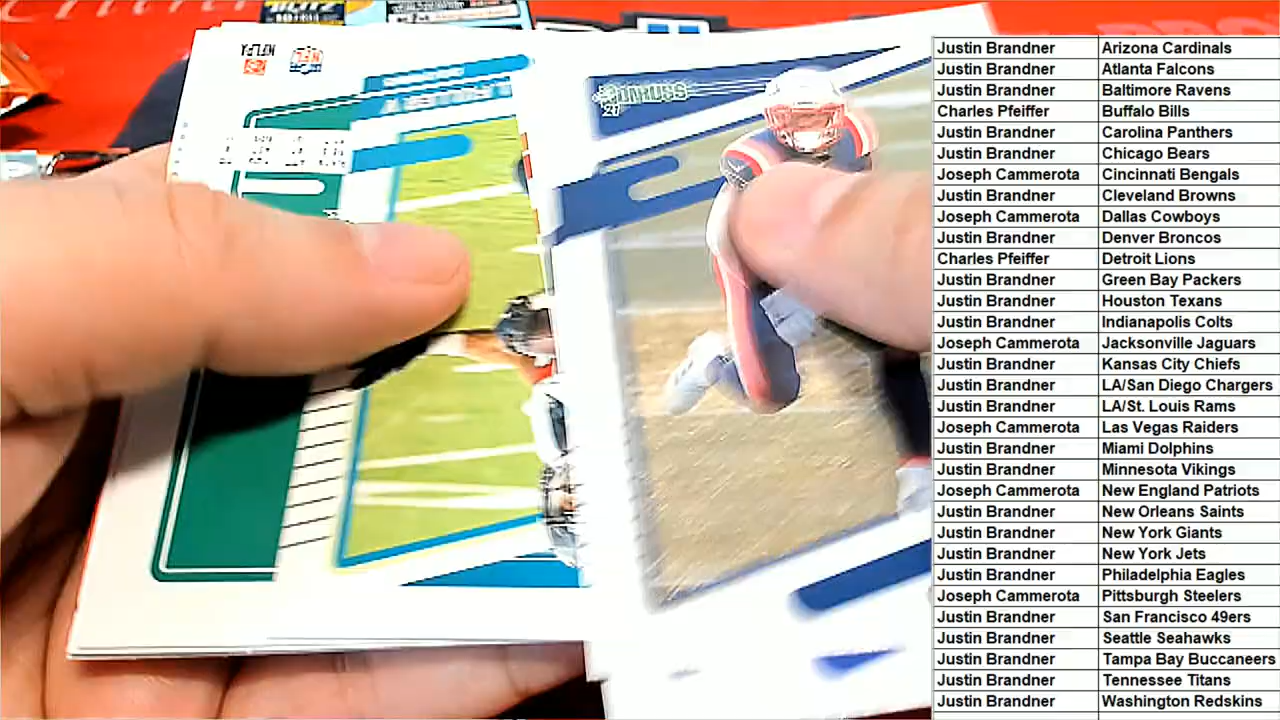 Justin Brandner Arizona Cardinals
Justin Brandner Atlanta Falcons
Justin Brandner Baltimore Ravens
Charles Pfeiffer Buffalo Bills
Justin Brandner Carolina Panthers
Justin Brandner Chicago Bears
Joseph Cammerota Cincinnati Bengals
Justin Brandner Cleveland Browns
Joseph Cammerota Dallas Cowboys
Justin Brandner Denver Broncos
Charles Pfeiffer Detroit Lions
Justin Brandner Green Bay Packers
Justin Brandner Houston Texans
Justin Brandner Indianapolis Colts
Joseph Cammerota Jacksonville Jaguars
Justin Brandner Kansas City Chiefs
Justin Brandner LA/San Diego Chargers
Justin Brandner LA/St. Louis Rams
Joseph Cammerota Las Vegas Raiders
Justin Brandner Miami Dolphins
Justin Brandner Minnesota Vikings
Joseph Cammerota New England Patriots
Justin Brandner New Orleans Saints
Justin Brandner New York Giants
Justin Brandner New York Jets
Justin Brandner Philadelphia Eagles
Joseph Cammerota Pittsburgh Steelers
Justin Brandner San Francisco 49ers
Justin Brandner Seattle Seahawks
Justin Brandner Tampa Bay Buccaneers
Justin Brandner Tennessee Titans
Justin Brandner Washington Redskins
NFLPA
NFL
DONRUSS
21